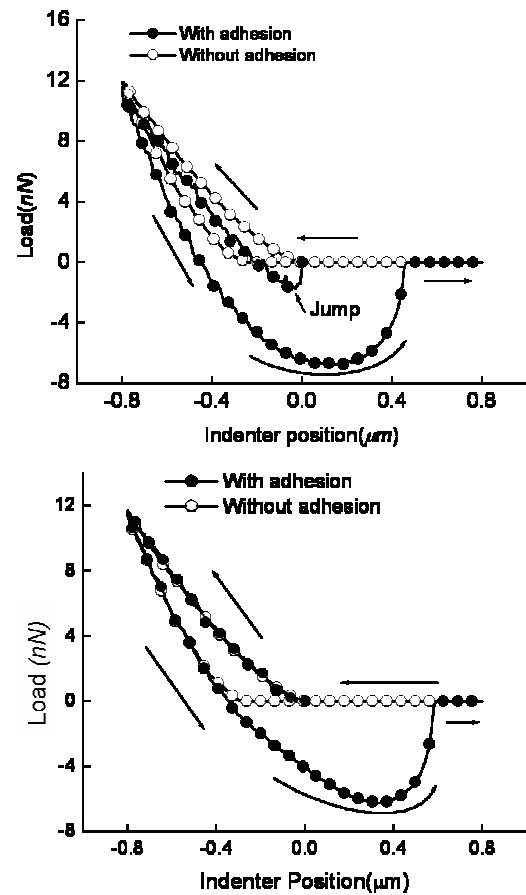 16
With adhesion
Without adhesion
12
8
4
0
-4
-8
Load(nN)
Jump
-0.8 -0.4 0.0 0.4 0.8
Indenter position(μm)
With adhesion
Without adhesion
12
8
4
0
-4
-8
Load (nN)
-0.8 -0.4 0.0 0.4 0.8
Indenter Position(μm)